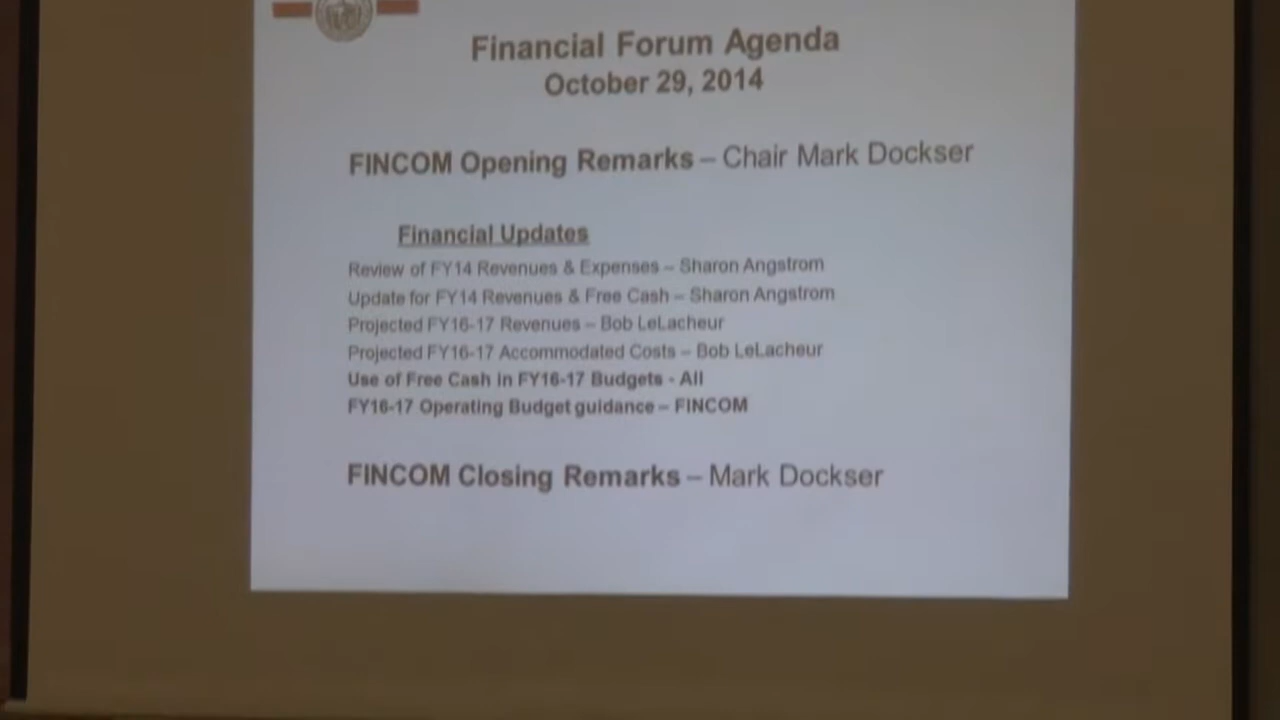 Financial Forum Agenda
October 29, 2014
FINCOM Opening Remarks – Chair Mark Dockser
Financial Updates
Review of FY14 Revenues & Expenses – Sharon Angstrom
Update for FY14 Revenues & Free Cash – Sharon Angstrom
Projected FY16-17 Revenues – Bob LeLacheur
Projected FY16-17 Accommodated Costs – Bob LeLacheur
Use of Free Cash in FY16-17 Budgets - All
FY16-17 Operating Budget guidance – FINCOM
FINCOM Closing Remarks – Mark Dockser